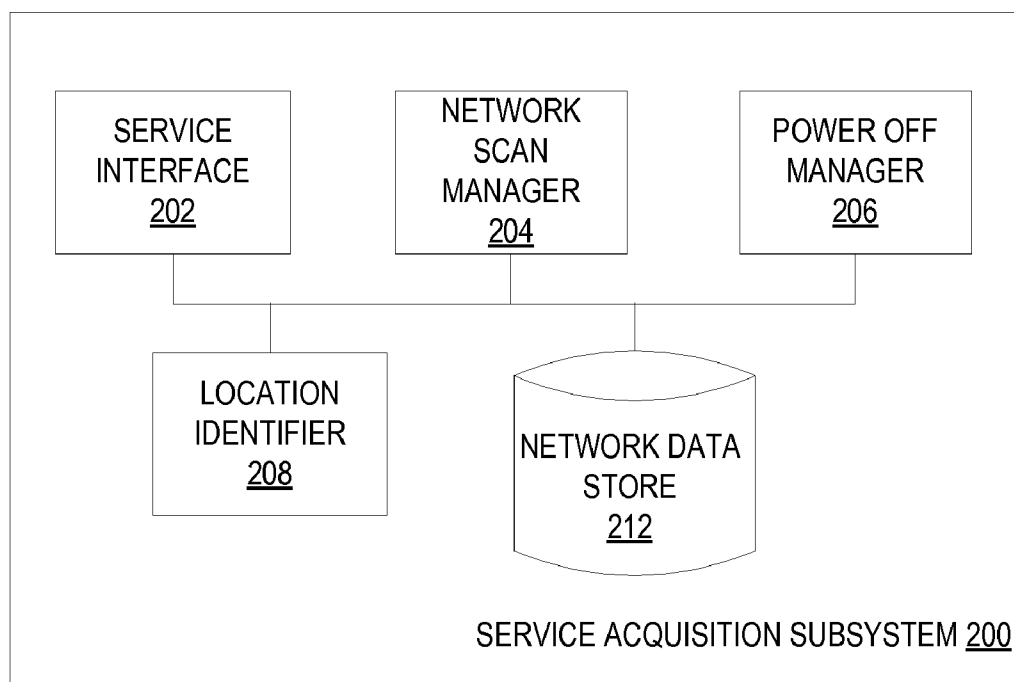 SERVICE
INTERFACE
202
NETWORK
SCAN
MANAGER
204
POWER OFF
MANAGER
206
LOCATION
IDENTIFIER
208
NETWORK DATA
STORE
212
SERVICE ACQUISITION SUBSYSTEM 200